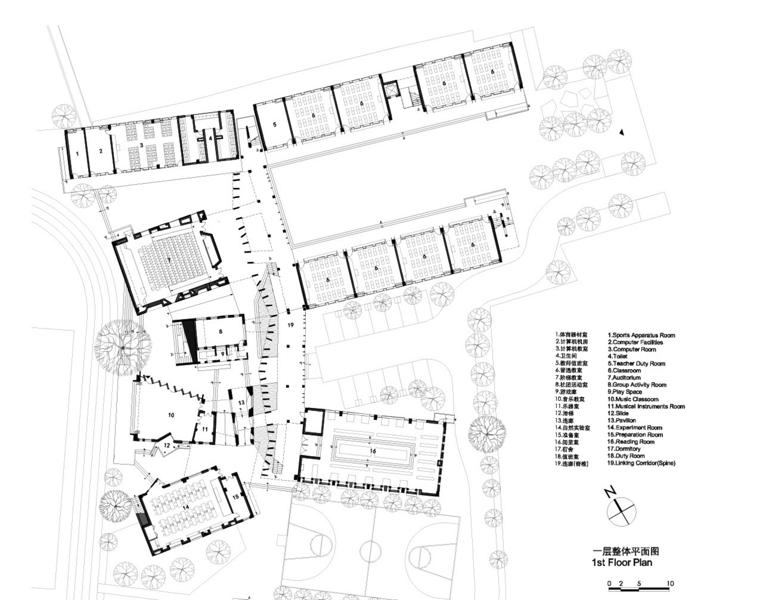 1
2
3
4
5
6
6
6
6
7
6
6
6
6
8
9
19
10
11
13
12
14
15
16
1.体育器材室
2.计算机机房
3.计算机教室
4.卫生间
5.教师值班室
6.普通教室
7.阶梯教室
8.社团活动室
9.游戏廊
10.音乐教室
11.乐器室
12.滑梯
13.连廊
14.自然实验室
15.准备室
16.阅览室
17.宿舍
18.值班室
19.连廊(脊椎)
1.Sports Apparatus Room
2.Computer Facilities
3.Computer Room
4.Toilet
5.Teacher Duty Room
6.Classroom
7.Auditorium
8.Group Activity Room
9.Play Space
10.Music Classoom
11.Musical Instruments Room
12.Slide
13.Pavilion
14.Experiment Room
15.Preparation Room
16.Reading Room
17.Dormitory
18.Duty Room
19.Linking Corridor(Spine)
N
一层整体平面图
1st Floor Plan
0 2 5 10